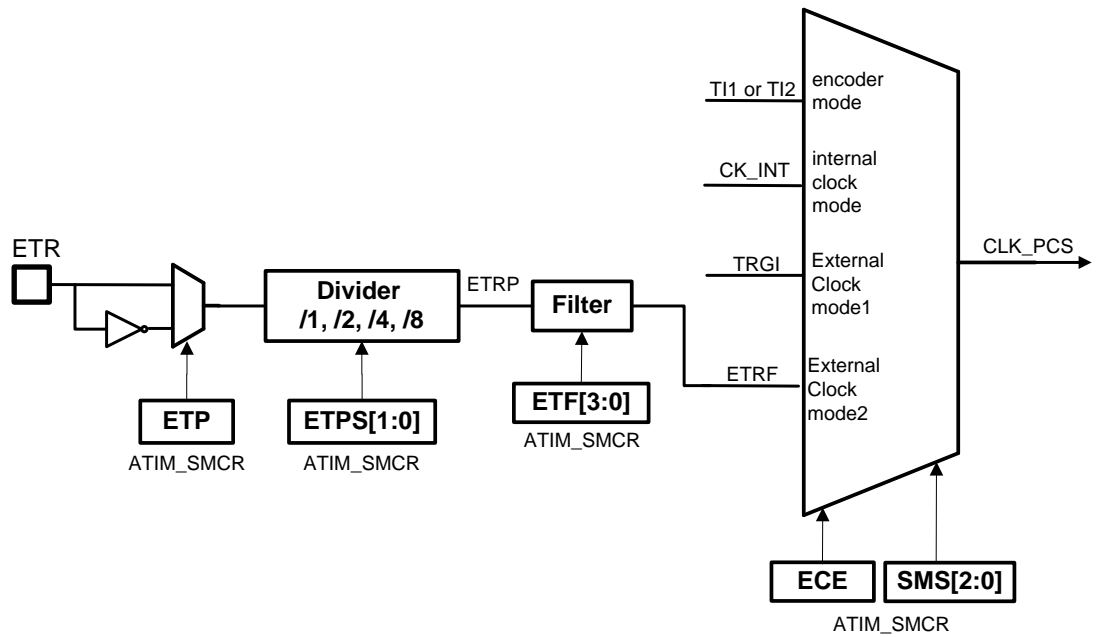 TI1 or TI2
encoder
mode
CK_INT
internal
clock
mode
ETR
TRGI
External
Clock
mode1
CLK_PCS
Divider
/1, /2, /4, /8
ETRP
Filter
ETRF
External
Clock
mode2
ETP
ATIM_SMCR
ETPS[1:0]
ATIM_SMCR
ETF[3:0]
ATIM_SMCR
ECE
SMS[2:0]
ATIM_SMCR